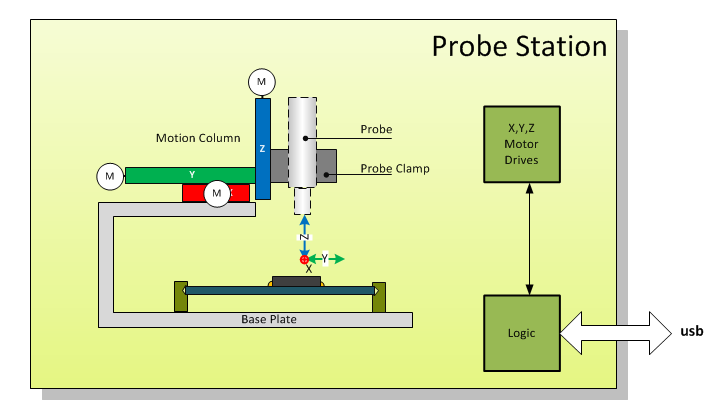 Probe Station
M
Motion Column
Probe
Z
X,Y,Z
Motor
Drives
Probe Clamp
M
Y
M
Z
Y
X
Base Plate
Logic
usb